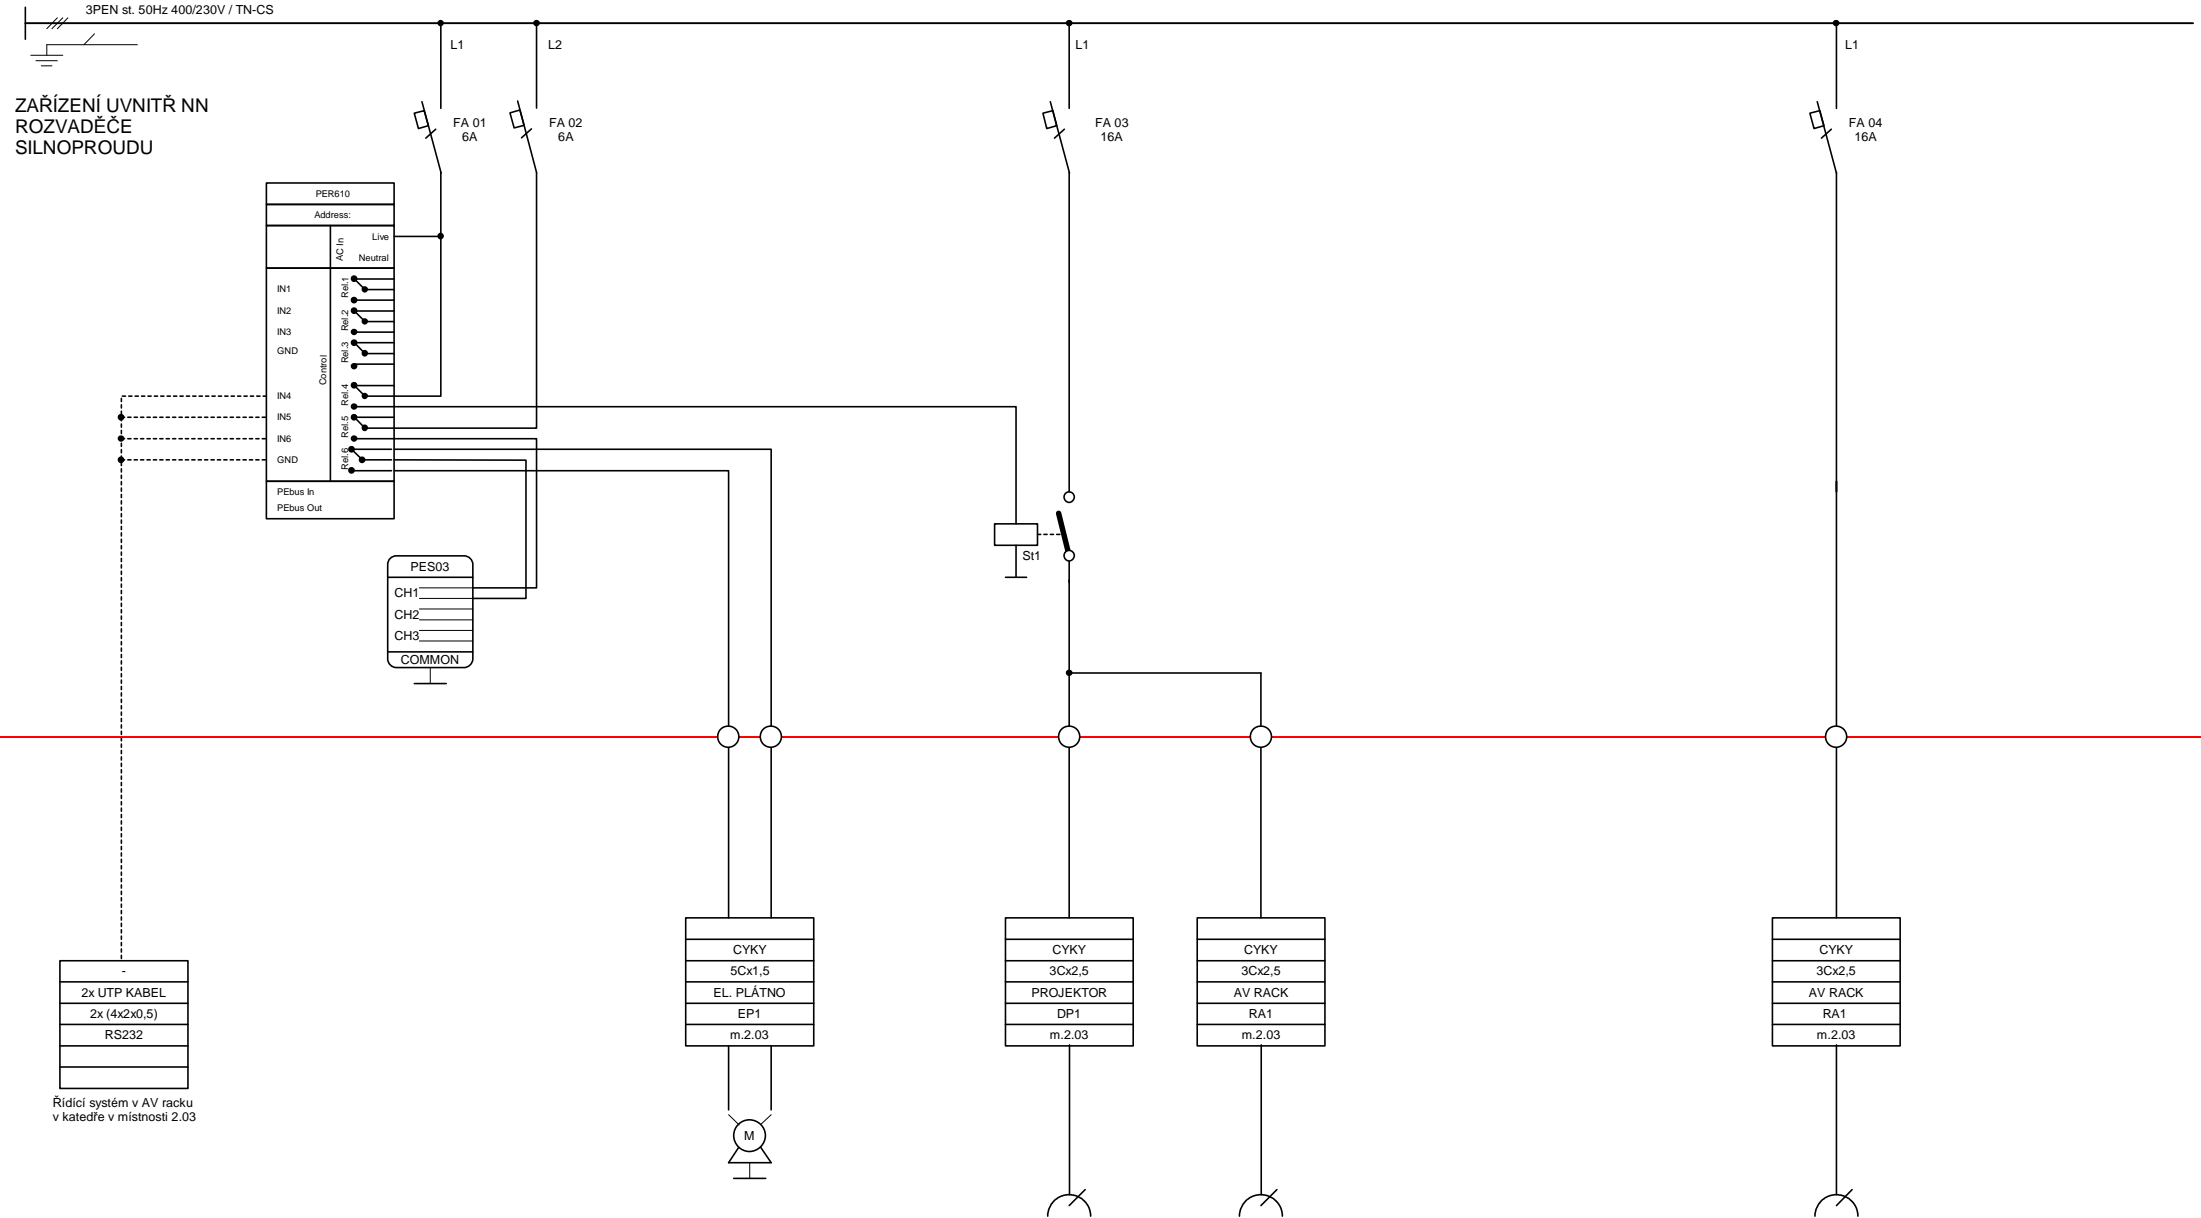 3PEN st. 50Hz 400/230V / TN-CS
L1
L2
L1
L1
ZAŘÍZENÍ UVNITŘ NN
ROZVADĚČE
SILNOPROUDU
FA 01
6A
FA 02
6A
FA 03
16A
FA 04
16A
PER610
Address:
AC In
Live
Neutral
IN1
IN2
IN3
GND
IN4
IN5
IN6
GND
Control
Rel.1
Rel.2
Rel.3
Rel.4
Rel.5
Rel.6
PEbus In
PEbus Out
St1
PES03
CH1
CH2
CH3
COMMON
-
2x UTP KABEL
2x (4x2x0,5)
RS232
Řídící systém v AV racku
v katedře v místnosti 2.03
CYKY
5Cx1,5
EL. PLÁTNO
EP1
m.2.03
M
CYKY
3Cx2,5
PROJEKTOR
DP1
m.2.03
CYKY
3Cx2,5
AV RACK
RA1
m.2.03
CYKY
3Cx2,5
AV RACK
RA1
m.2.03